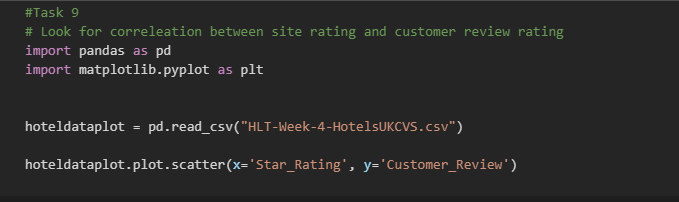 #Task 9
# Look for correleation between site rating and customer review rating
import pandas as pd
import matplotlib.pyplot as plt
hoteldataplot = pd.read_csv("HLT-Week-4-HotelsUKCVS.csv")
hoteldataplot.plot.scatter(x='Star_Rating', y='Customer_Review')